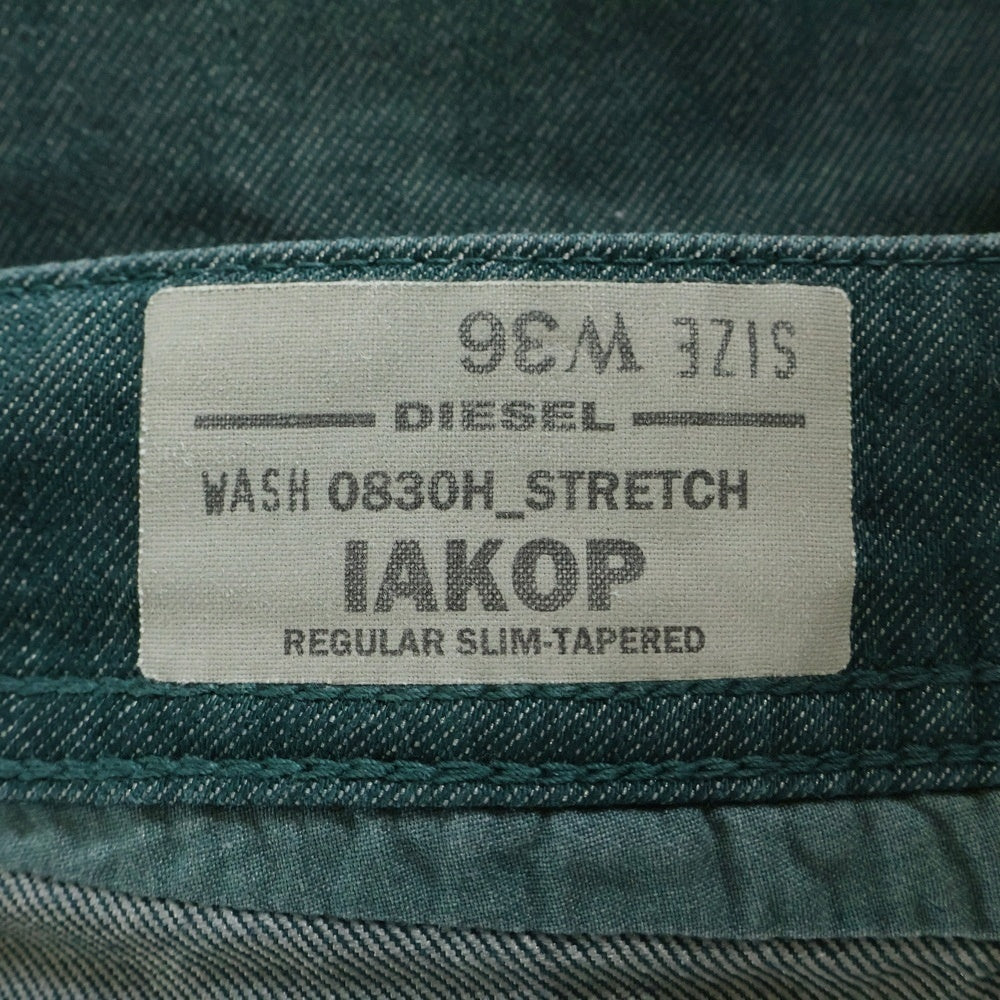 SIZE W36
DIESEL
WASH 0830H_STRETCH
IAKOP
REGULAR SLIM-TAPERED